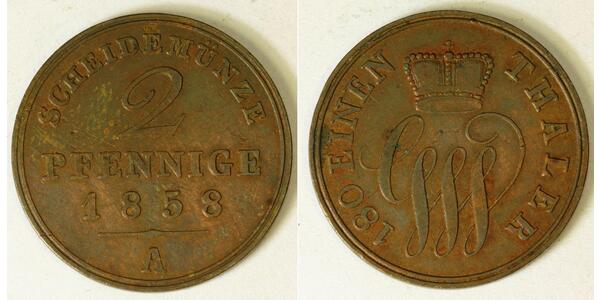 SCHEIDEMÜNZE
2
PFENNIGE
1858
A
180 EINEN THALER
GW